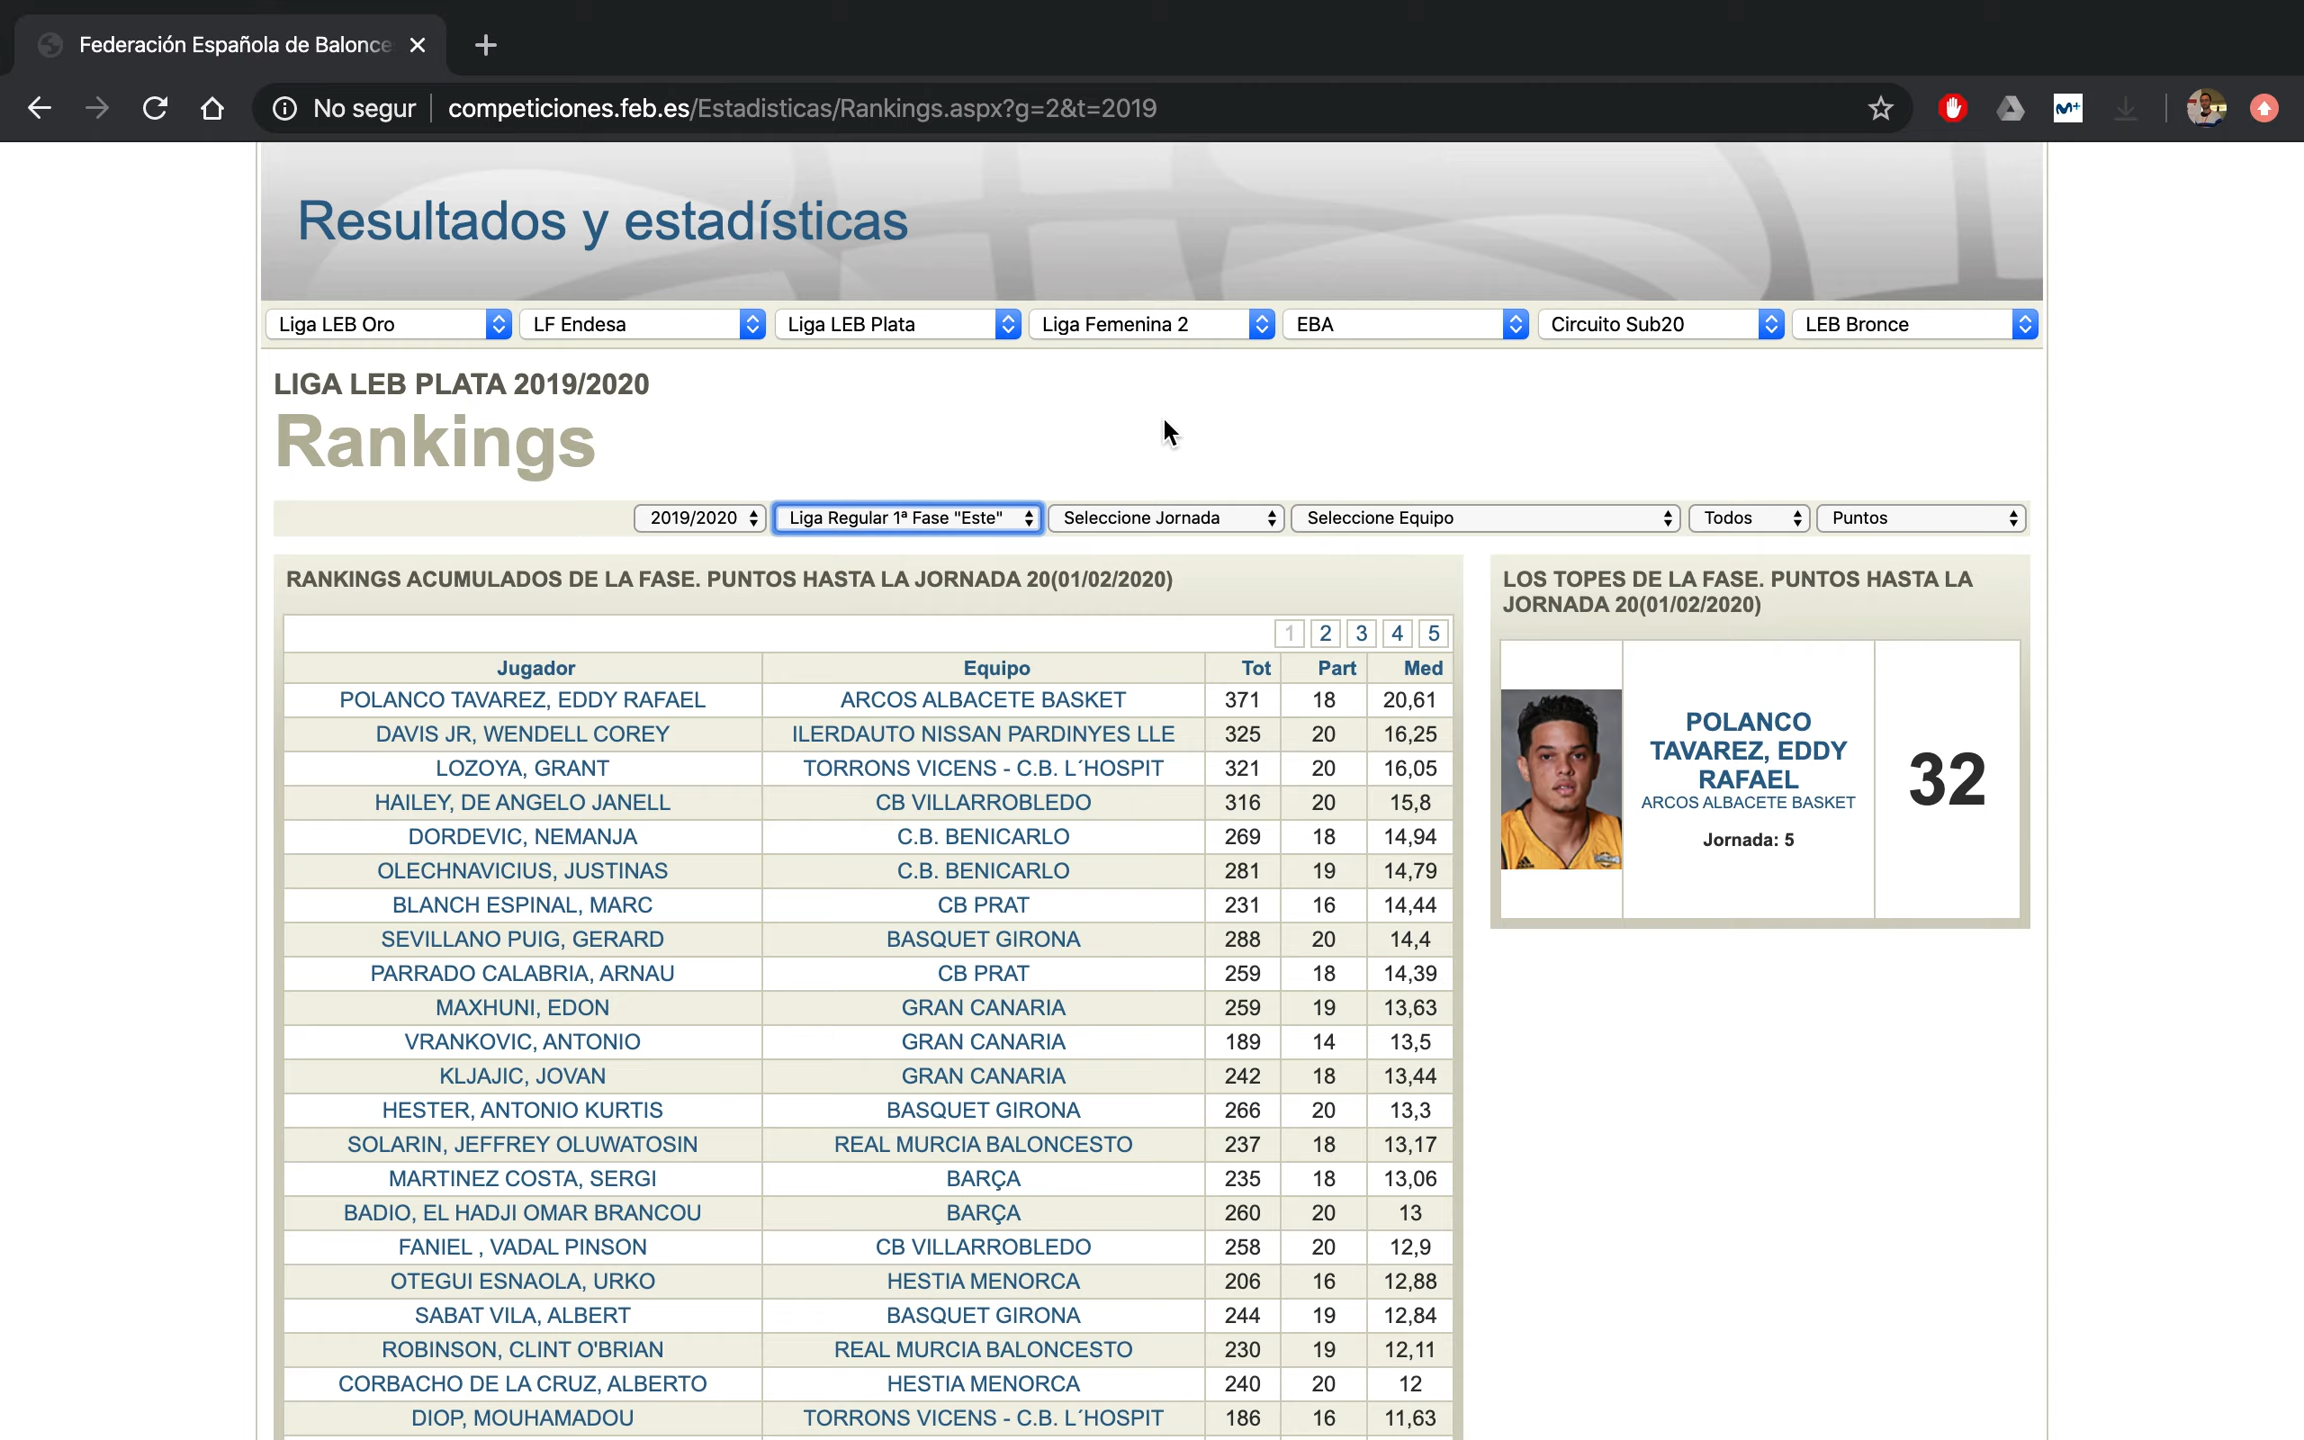 Federación Española de Balonce
No segur
competiciones.feb.es/Estadisticas/Rankings.aspx?g=2&t=2019
Resultados y estadísticas
Liga LEB Oro LF Endesa Liga LEB Plata Liga Femenina 2 EBA Circuito Sub20 LEB Bronce
LIGA LEB PLATA 2019/2020
Rankings
2019/2020 Liga Regular 1ª Fase "Este" Seleccione Jornada Seleccione Equipo Todos Puntos
RANKINGS ACUMULADOS DE LA FASE. PUNTOS HASTA LA JORNADA 20(01/02/2020)
1 2 3 4 5
Jugador Equipo Tot Part Med
POLANCO TAVAREZ, EDDY RAFAEL ARCOS ALBACETE BASKET 371 18 20,61
DAVIS JR, WENDELL COREY ILERDAUTO NISSAN PARDINYES LLE 325 20 16,25
LOZOYA, GRANT TORRONS VICENS - C.B. L´HOSPIT 321 20 16,05
HAILEY, DE ANGELO JANELL CB VILLARROBLEDO 316 20 15,8
DORDEVIC, NEMANJA C.B. BENICARLO 269 18 14,94
OLECHNAVICIUS, JUSTINAS C.B. BENICARLO 281 19 14,79
BLANCH ESPINAL, MARC CB PRAT 231 16 14,44
SEVILLANO PUIG, GERARD BASQUET GIRONA 288 20 14,4
PARRADO CALABRIA, ARNAU CB PRAT 259 18 14,39
MAXHUNI, EDON GRAN CANARIA 259 19 13,63
VRANKOVIC, ANTONIO GRAN CANARIA 189 14 13,5
KLJAJIC, JOVAN GRAN CANARIA 242 18 13,44
HESTER, ANTONIO KURTIS BASQUET GIRONA 266 20 13,3
SOLARIN, JEFFREY OLUWATOSIN REAL MURCIA BALONCESTO 237 18 13,17
MARTINEZ COSTA, SERGI BARÇA 235 18 13,06
BADIO, EL HADJI OMAR BRANCOU BARÇA 260 20 13
FANIEL , VADAL PINSON CB VILLARROBLEDO 258 20 12,9
OTEGUI ESNAOLA, URKO HESTIA MENORCA 206 16 12,88
SABAT VILA, ALBERT BASQUET GIRONA 244 19 12,84
ROBINSON, CLINT O'BRIAN REAL MURCIA BALONCESTO 230 19 12,11
CORBACHO DE LA CRUZ, ALBERTO HESTIA MENORCA 240 20 12
DIOP, MOUHAMADOU TORRONS VICENS - C.B. L´HOSPIT 186 16 11,63
LOS TOPES DE LA FASE. PUNTOS HASTA LA
JORNADA 20(01/02/2020)
POLANCO
TAVAREZ, EDDY
RAFAEL
ARCOS ALBACETE BASKET
Jornada: 5
32